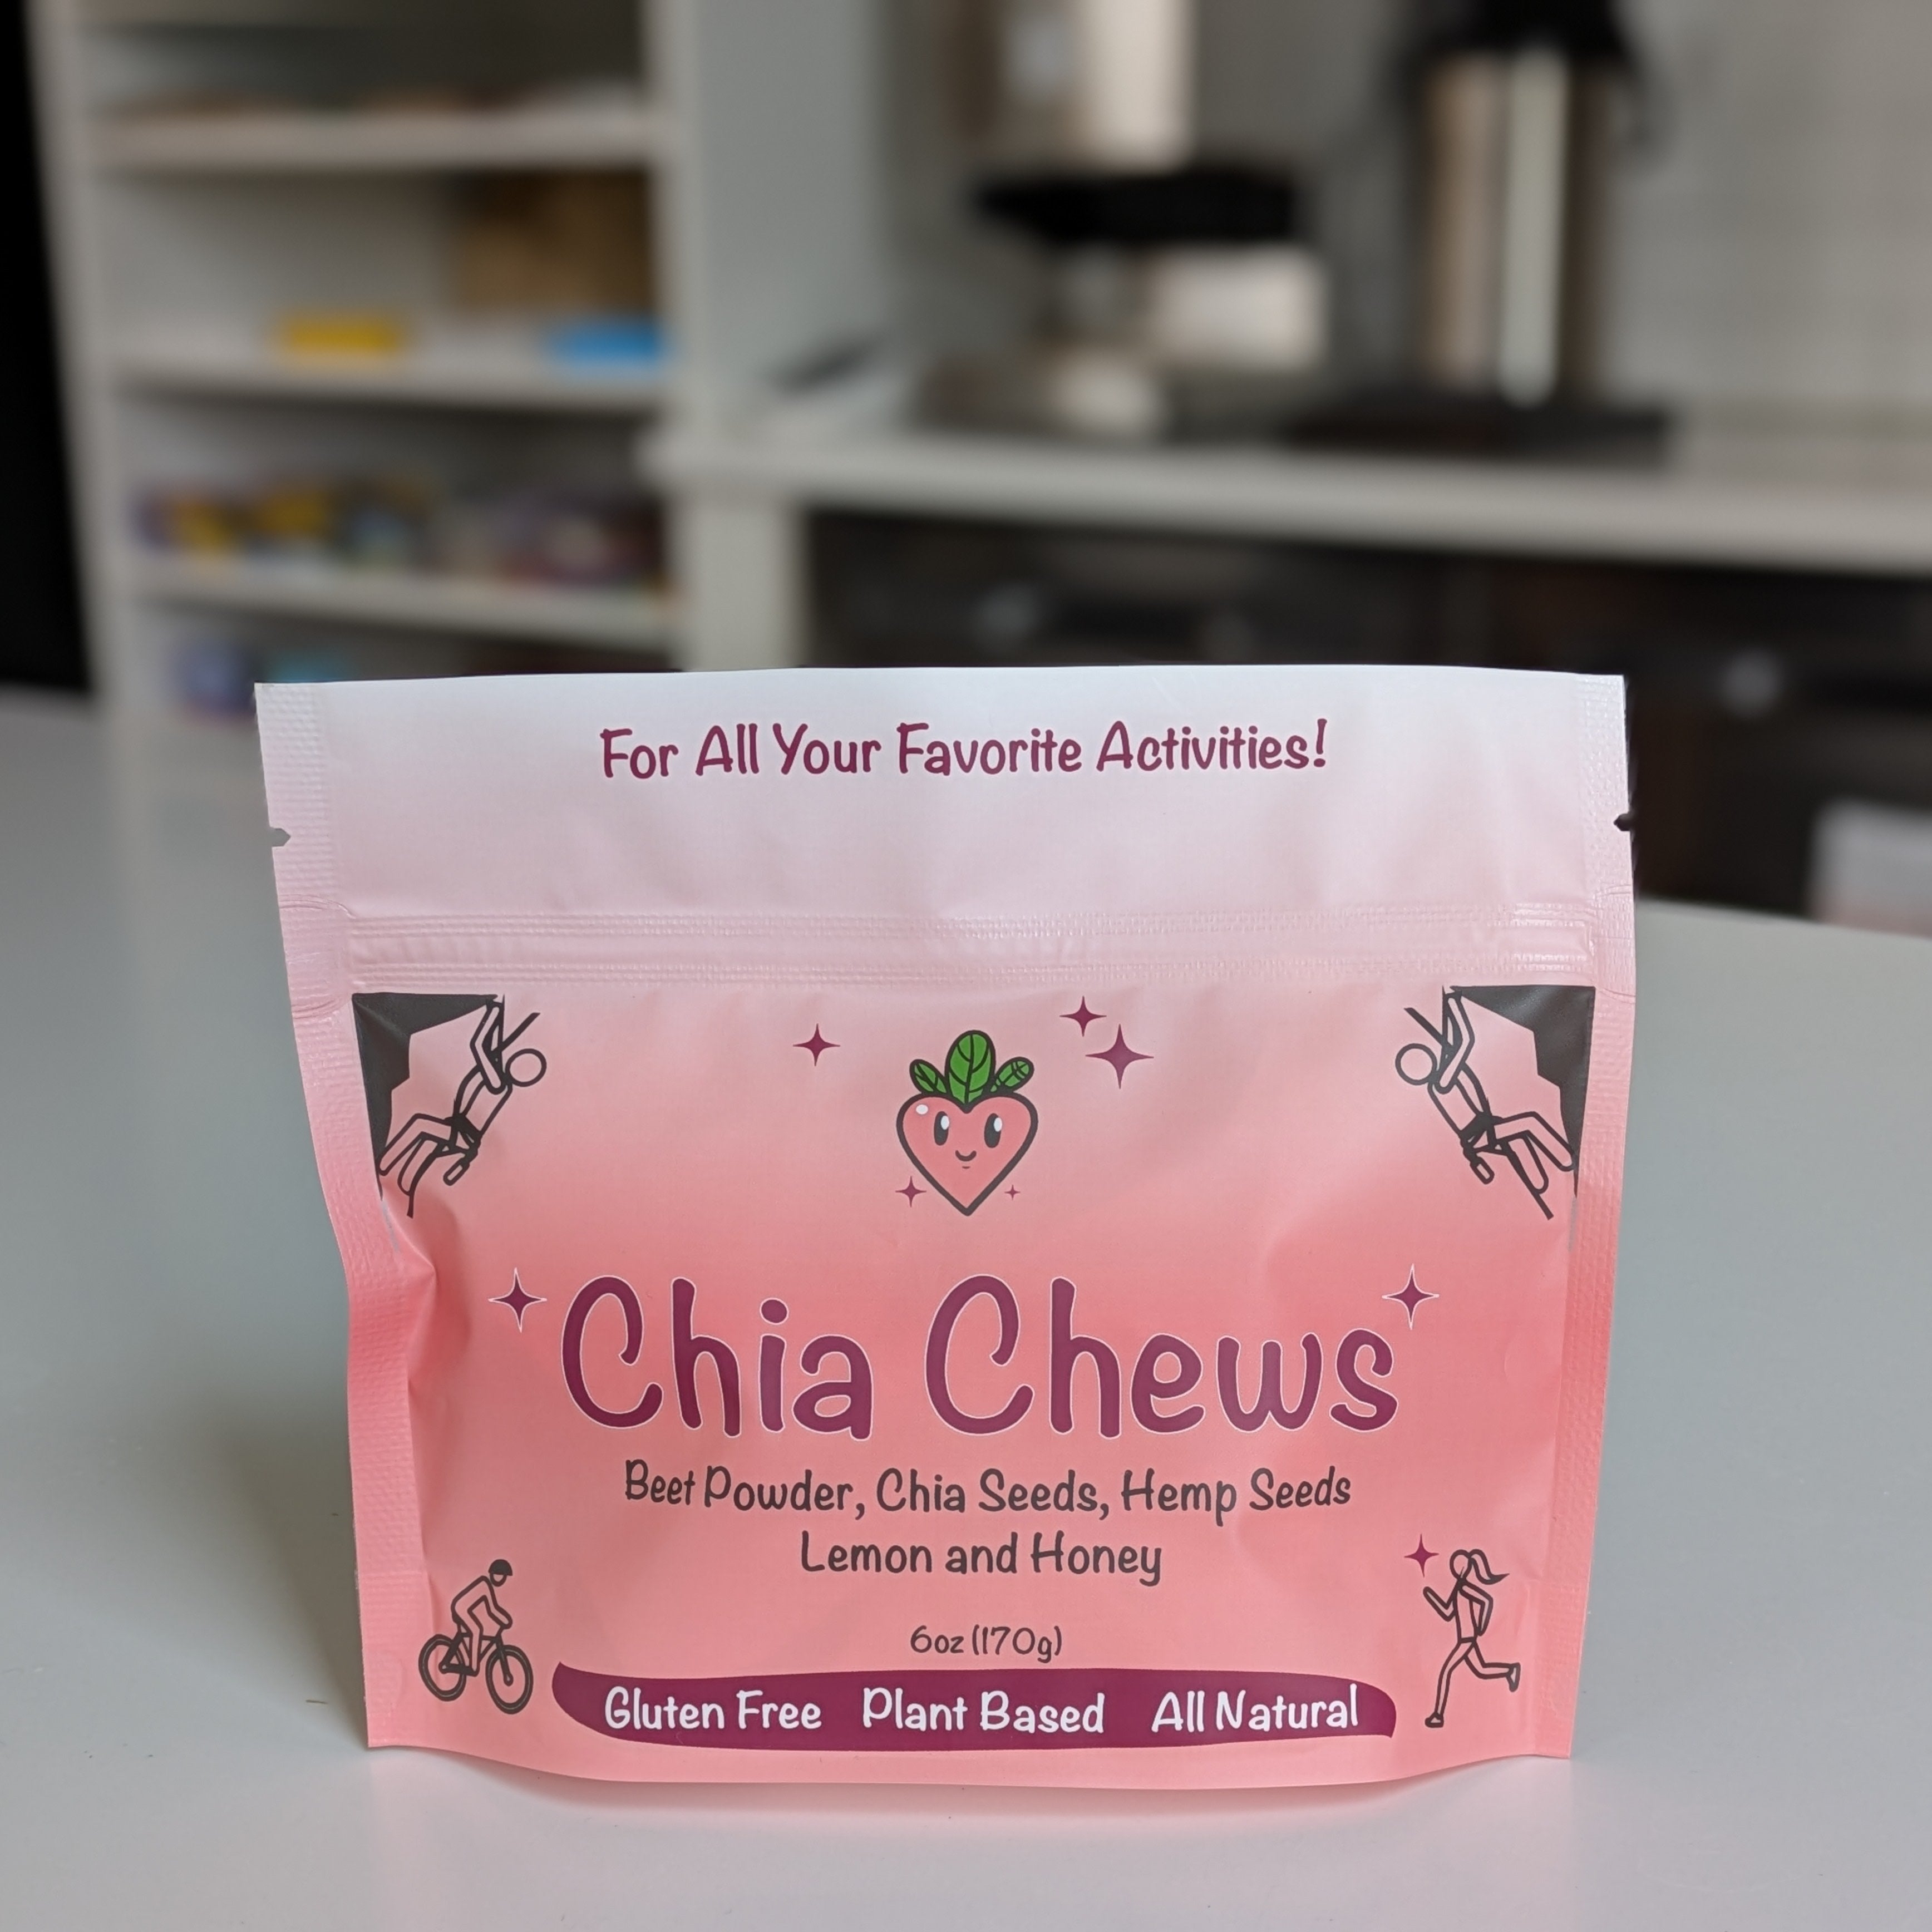 For All Your Favorite Activities!
Chia Chews
Beet Powder, Chia Seeds, Hemp Seeds
Lemon and Honey
6oz (170g)
Gluten Free Plant Based All Natural